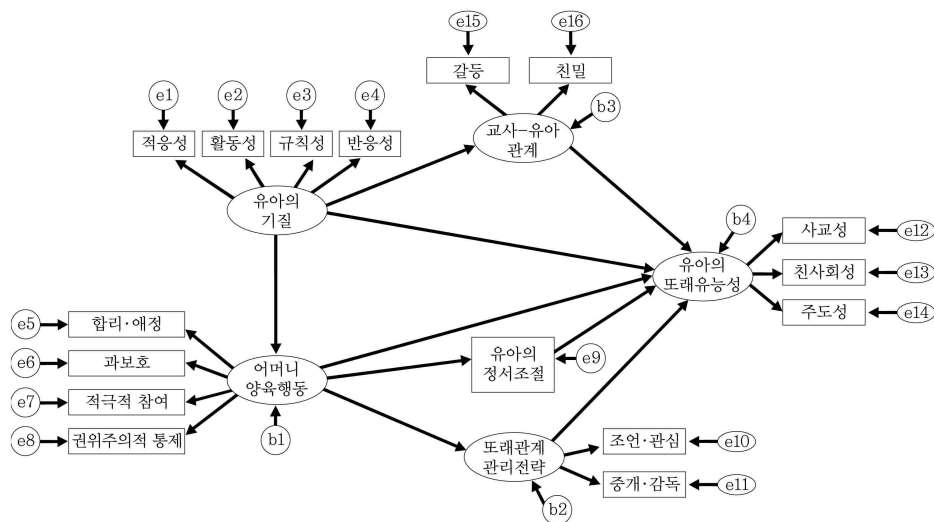 e15
e16
갈등
친밀
e1
e2
e3
e4
b3
적응성
활동성
규칙성
반응성
교사-유아
관계
유아의
기질
b4
사교성
e12
유아의
또래유능성
친사회성
e13
주도성
e14
e5
합리·애정
e6
과보호
어머니
양육행동
유아의
정서조절
e9
e7
적극적 참여
e8
권위주의적 통제
b1
또래관계
관리전략
조언·관심
e10
중개·감독
e11
b2